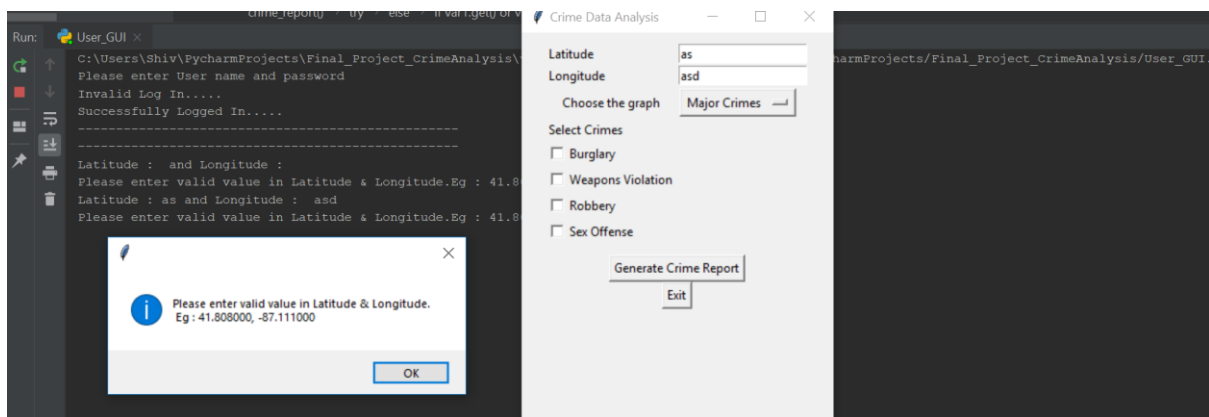 crime_report() › try › else › if var1.get() or v
Run: User_GUI ×
C:\Users\Shiv\PycharmProjects\Final_Project_CrimeAnalysis\
harmProjects/Final_Project_CrimeAnalysis/User_GUI.
Please enter User name and password
Invalid Log In.....
Successfully Logged In.....
--------------------------------------------------
--------------------------------------------------
Latitude :  and Longitude :
Please enter valid value in Latitude & Longitude.Eg : 41.8
Latitude : as and Longitude :  asd
Please enter valid value in Latitude & Longitude.Eg : 41.8
Please enter valid value in Latitude & Longitude.
Eg : 41.808000, -87.111000
OK
Crime Data Analysis
Latitude as
Longitude asd
Choose the graph Major Crimes
Select Crimes
Burglary
Weapons Violation
Robbery
Sex Offense
Generate Crime Report
Exit